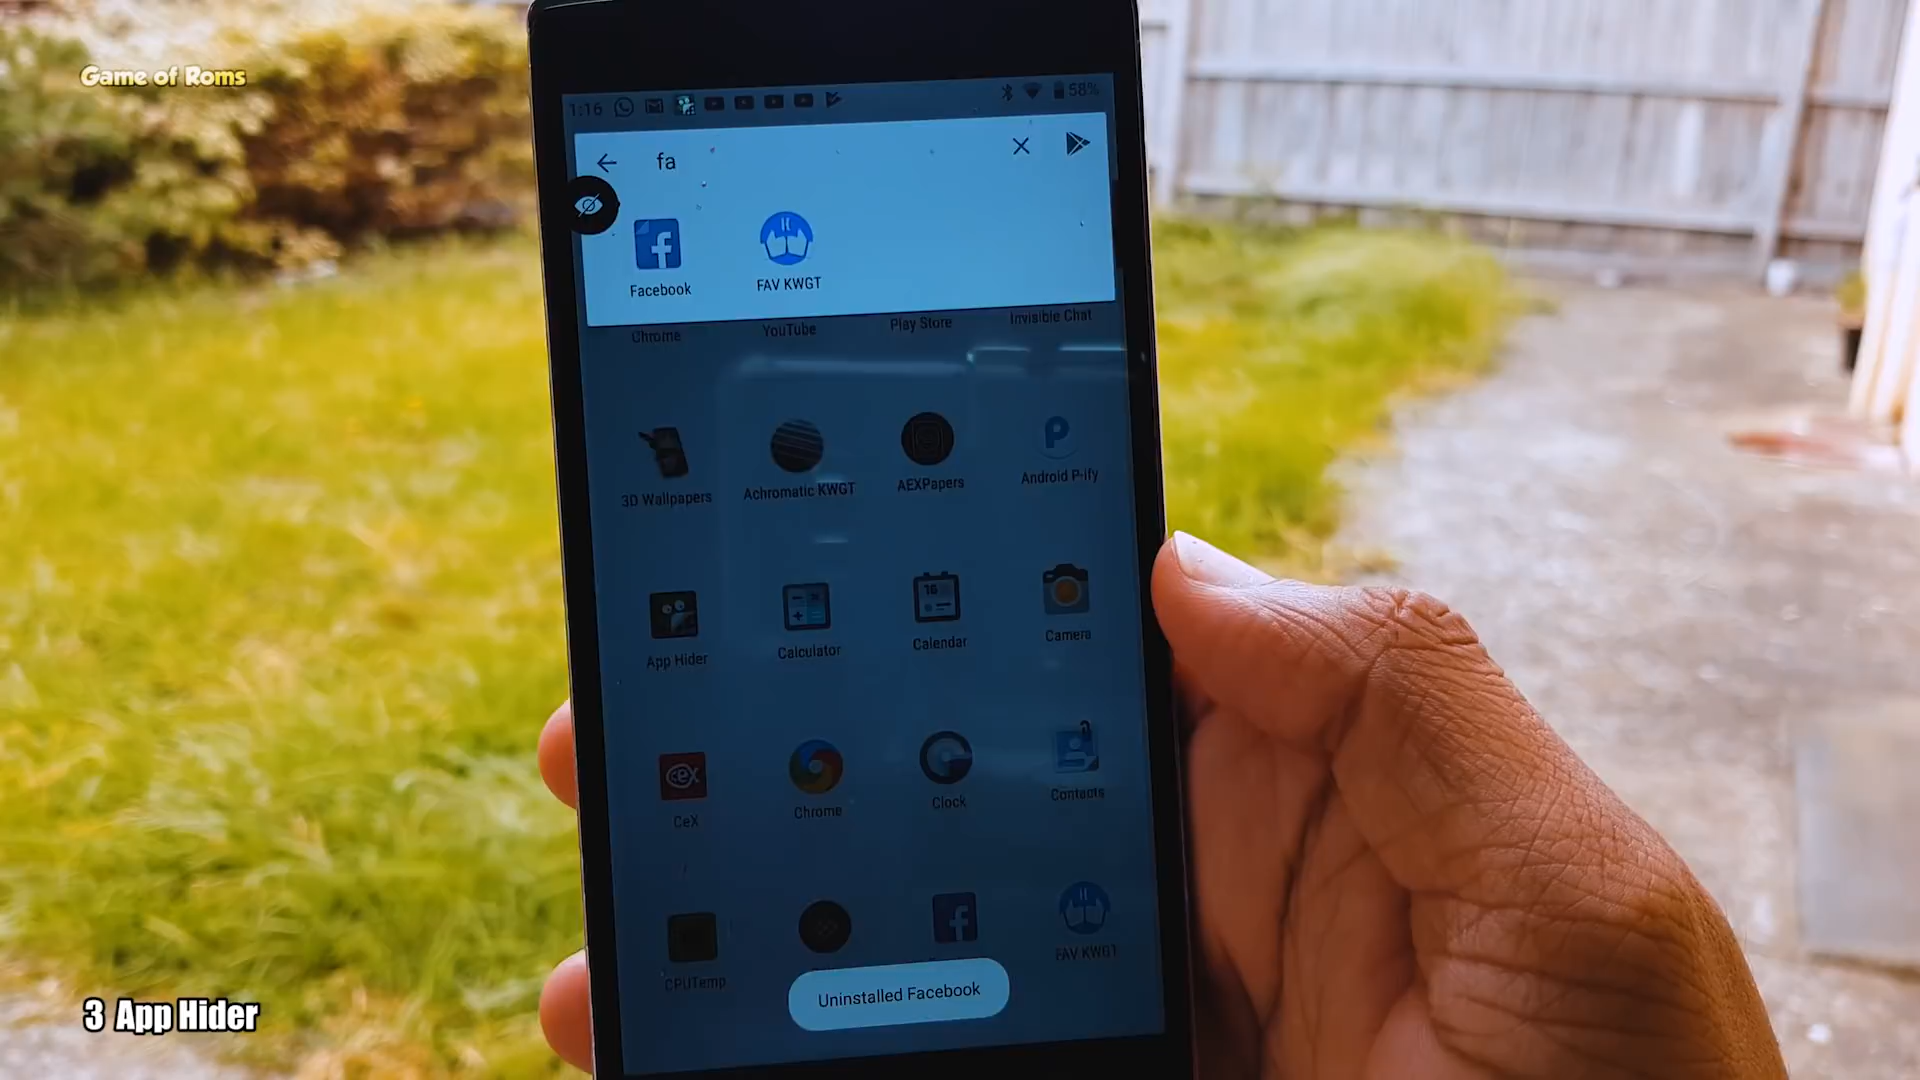 Game of Roms
1:16
58%
fa
Facebook
FAV KWGT
Chrome
YouTube
Play Store
Invisible Chat
3D Wallpapers
Achromatic KWGT
AEXPapers
Android P-ify
P
16
App Hider
Calculator
Calendar
Camera
CeX
Chrome
Clock
Contacts
CPUTemp
FAV KWGT
Uninstalled Facebook
3 App Hider